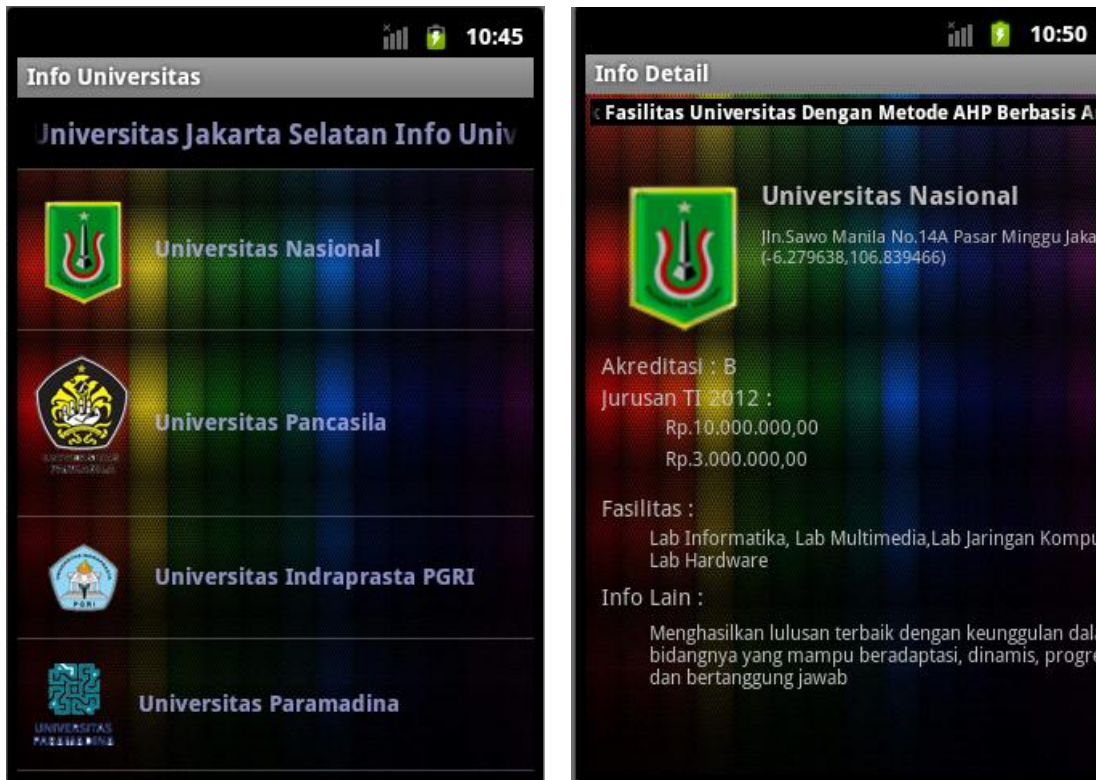 10:45
Info Universitas
Universitas Jakarta Selatan Info Univ
Universitas Nasional
Universitas Pancasila
PGRI
Universitas Indraprasta PGRI
UNIVERSITAS
PARAMADINA
Universitas Paramadina
10:50
Info Detail
Fasilitas Universitas Dengan Metode AHP Berbasis A
Universitas Nasional
Jln.Sawo Manila No.14A Pasar Minggu Jaka
(-6.279638,106.839466)
Akreditasi : B
Jurusan TI 2012 :
Rp.10.000.000,00
Rp.3.000.000,00
Fasilitas :
Lab Informatika, Lab Multimedia,Lab Jaringan Kompu
Lab Hardware
Info Lain :
Menghasilkan lulusan terbaik dengan keunggulan dala
bidangnya yang mampu beradaptasi, dinamis, progre
dan bertanggung jawab